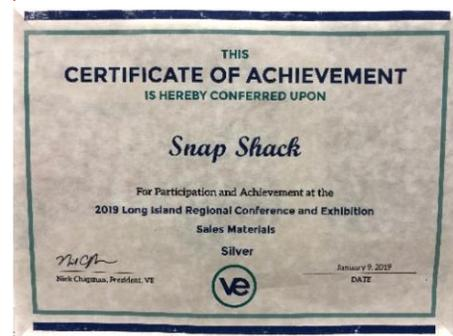 THIS
CERTIFICATE OF ACHIEVEMENT
IS HEREBY CONFERRED UPON
Snap Shack
For Participation and Achievement at the
2019 Long Island Regional Conference and Exhibition
Sales Materials
Silver
January 9, 2019
Nick Chapman, President, VE
ve
DATE